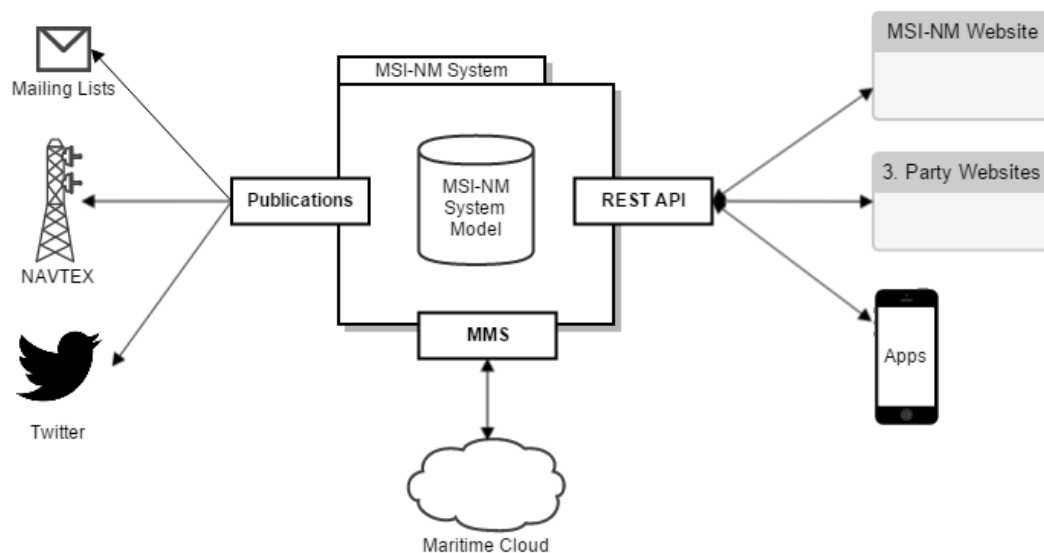 MSI-NM Website
MSI-NM System
Mailing Lists
3. Party Websites
MSI-NM
System
Model
Publications
REST API
NAVTEX
MMS
Apps
Twitter
Maritime Cloud